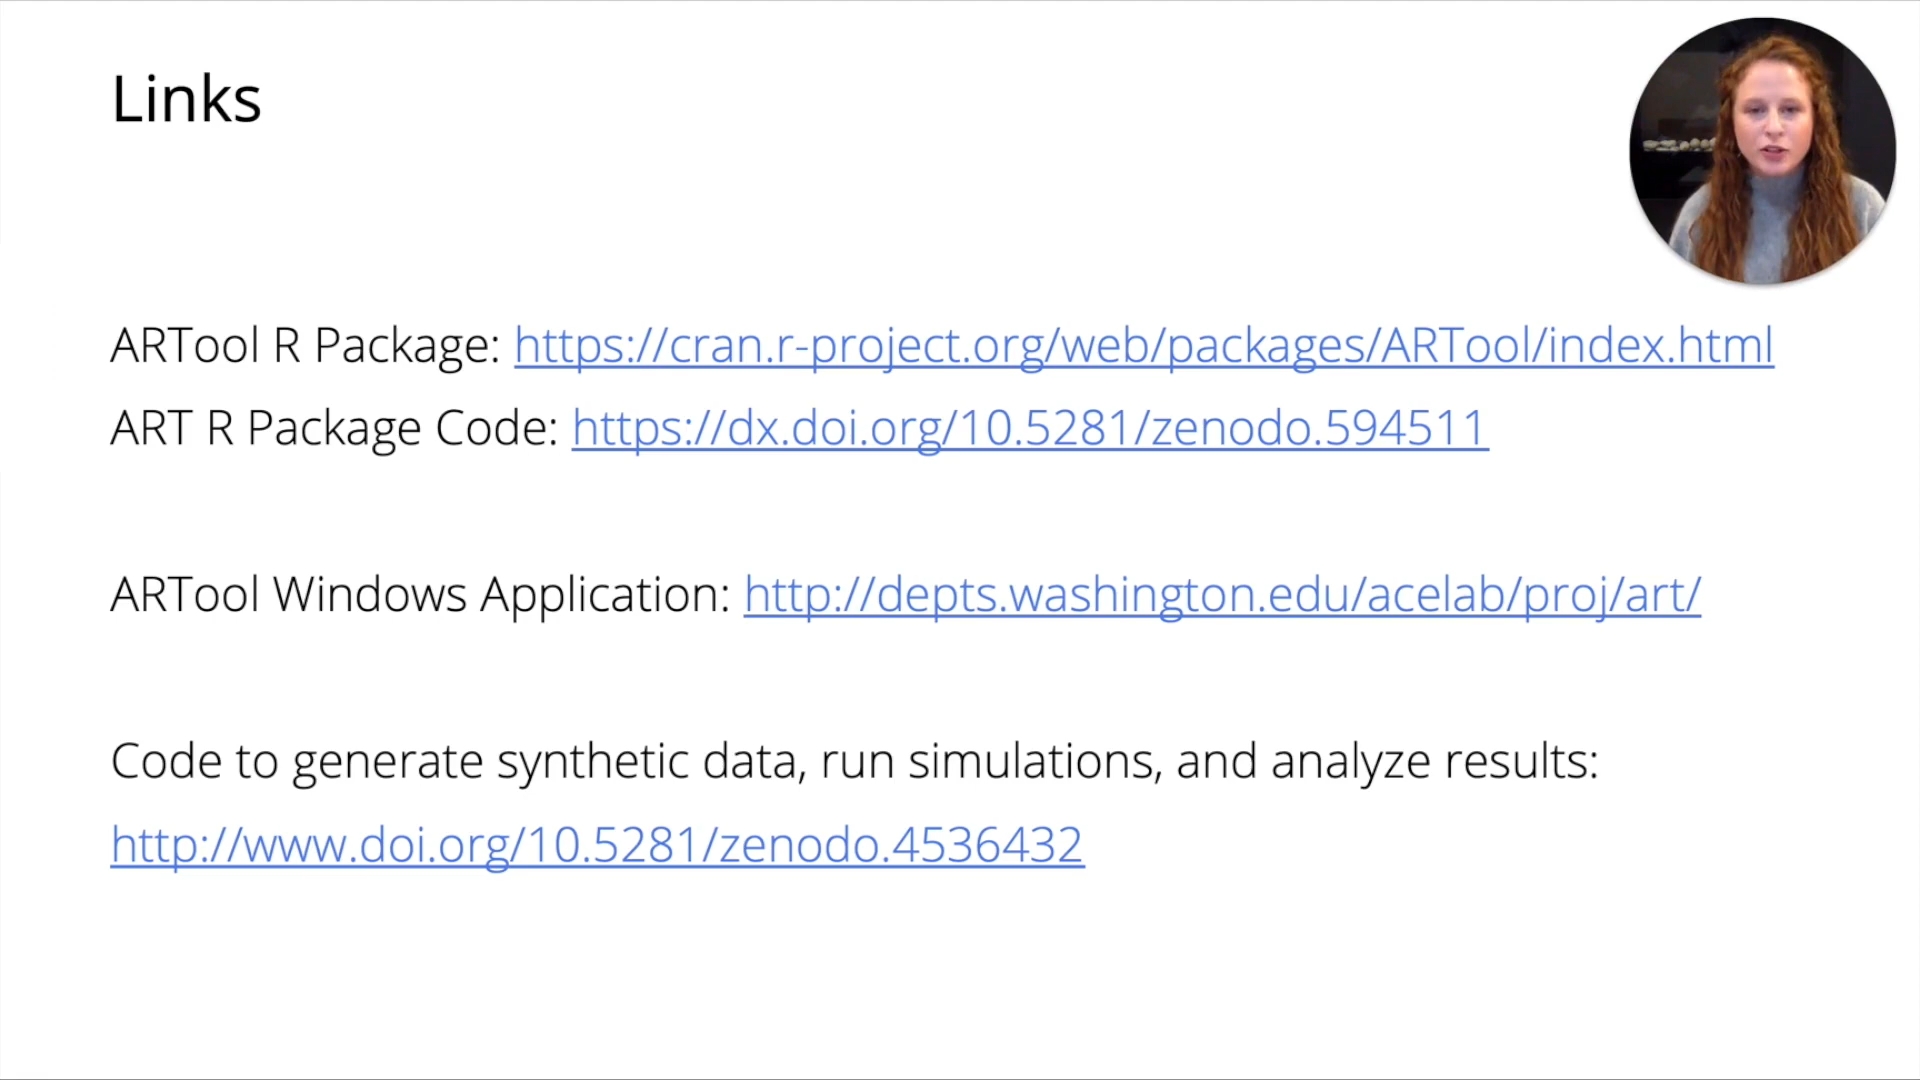 Links
ARTool R Package: https://cran.r-project.org/web/packages/ARTool/index.html
ART R Package Code: https://dx.doi.org/10.5281/zenodo.594511
ARTool Windows Application: http://depts.washington.edu/acelab/proj/art/
Code to generate synthetic data, run simulations, and analyze results:
http://www.doi.org/10.5281/zenodo.4536432